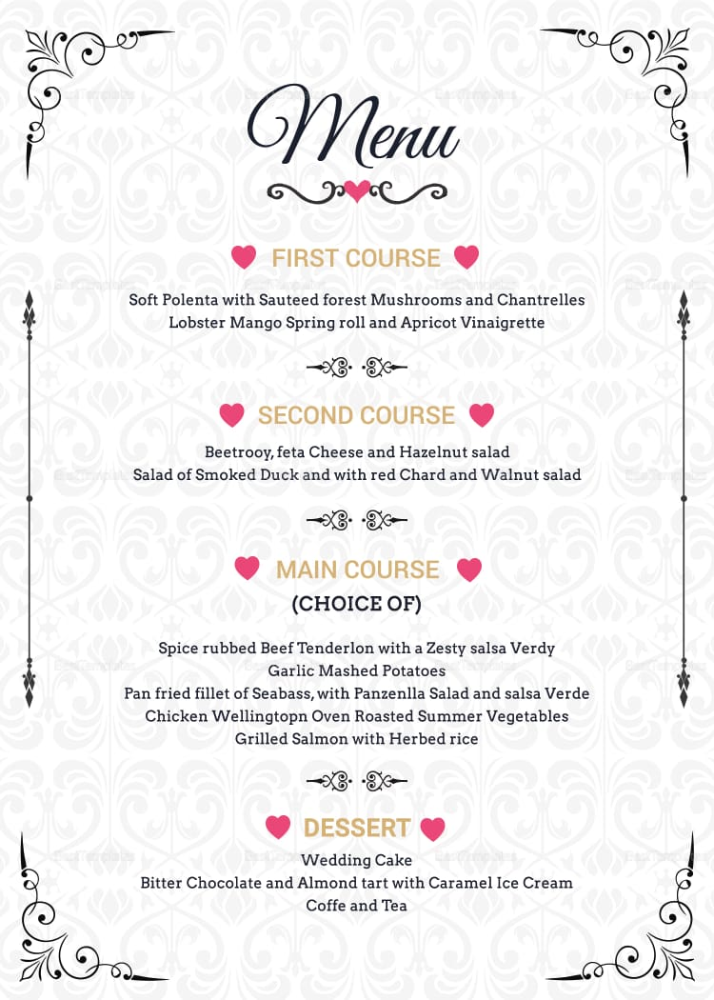 Menu
FIRST COURSE
Soft Polenta with Sauteed forest Mushrooms and Chantrelles
Lobster Mango Spring roll and Apricot Vinaigrette
SECOND COURSE
Beetrooy, feta Cheese and Hazelnut salad
Salad of Smoked Duck and with red Chard and Walnut salad
MAIN COURSE
(CHOICE OF)
Spice rubbed Beef Tenderlon with a Zesty salsa Verdy
Garlic Mashed Potatoes
Pan fried fillet of Seabass, with Panzenlla Salad and salsa Verde
Chicken Wellingtopn Oven Roasted Summer Vegetables
Grilled Salmon with Herbed rice
DESSERT
Wedding Cake
Bitter Chocolate and Almond tart with Caramel Ice Cream
Coffe and Tea